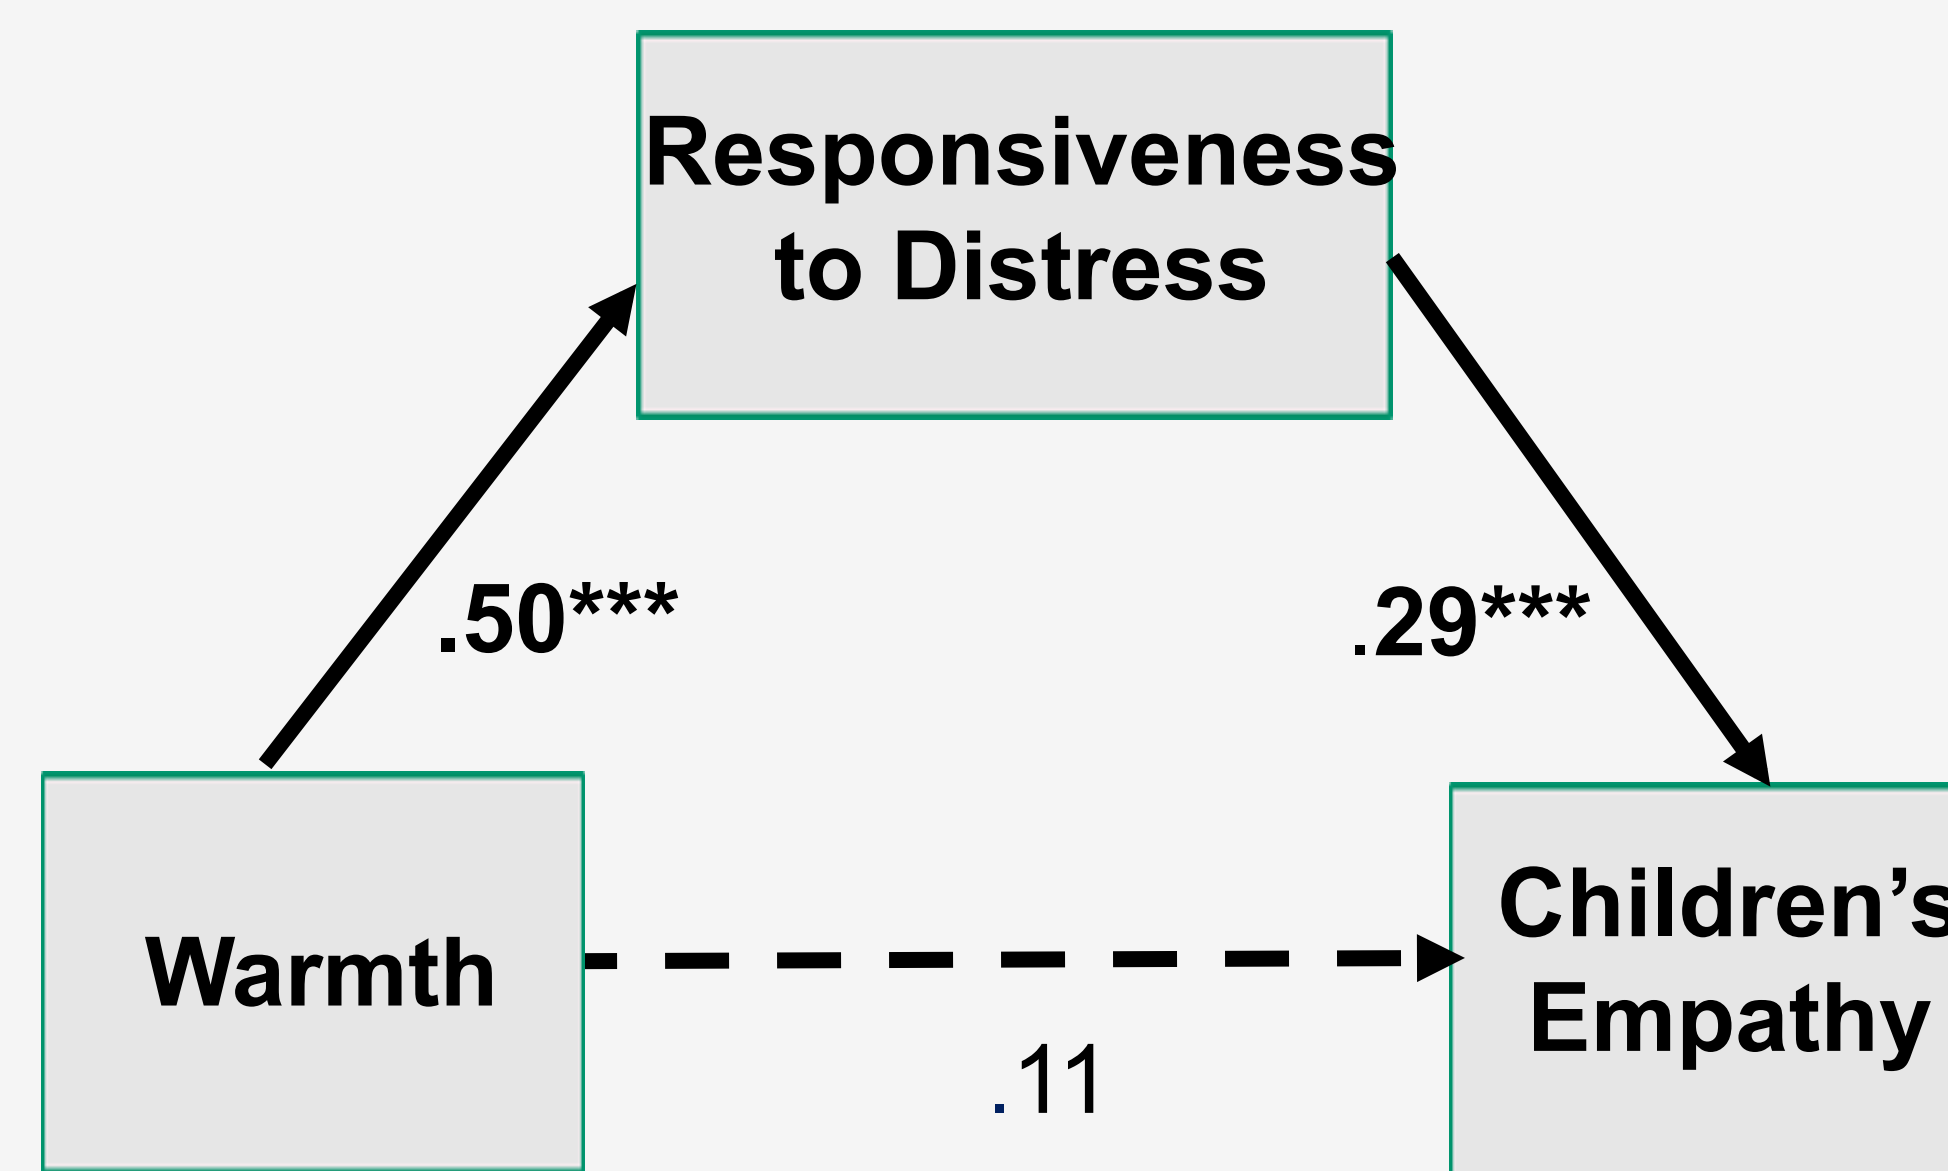 Responsiveness
to Distress
.50***
.29***
Warmth
Children’s
Empathy
.11